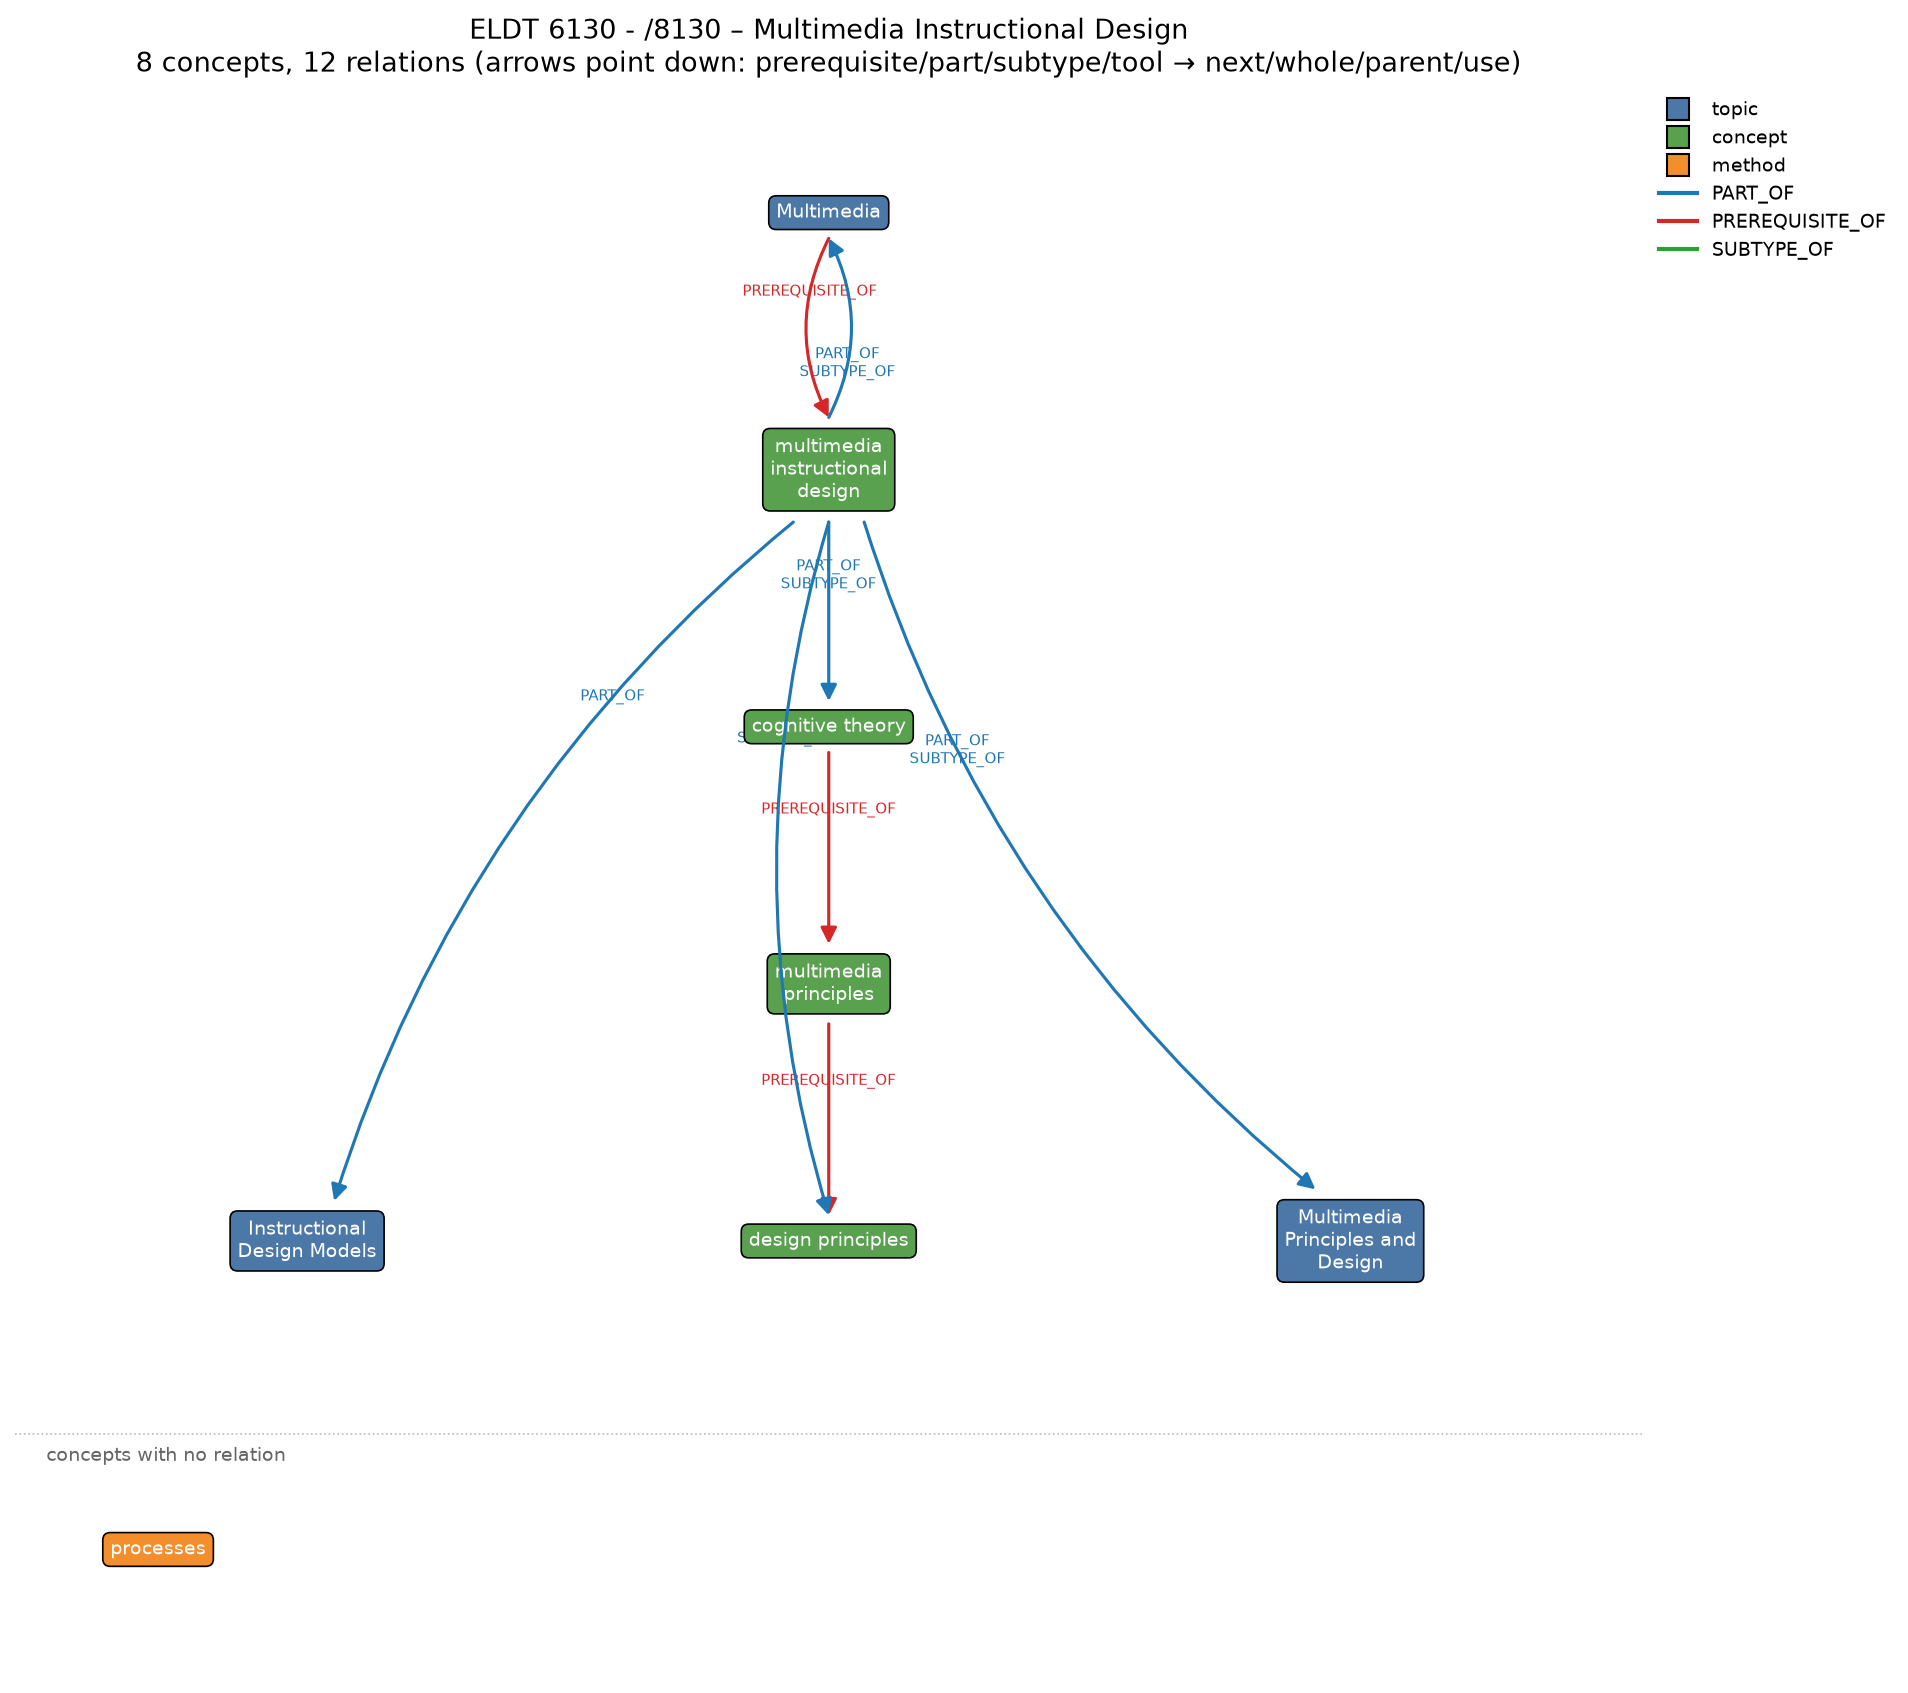 ELDT 6130 - /8130 – Multimedia Instructional Design
8 concepts, 12 relations (arrows point down: prerequisite/part/subtype/tool → next/whole/parent/use)
topic
concept
method
PART_OF
PREREQUISITE_OF
SUBTYPE_OF
Multimedia
PREREQUISITE_OF
PART_OF
SUBTYPE_OF
multimedia
instructional
design
PART_OF
SUBTYPE_OF
PART_OF
cognitive theory
PART_OF
SUBTYPE_OF
PREREQUISITE_OF
multimedia
principles
PREREQUISITE_OF
Instructional
Design Models
design principles
Multimedia
Principles and
Design
concepts with no relation
processes